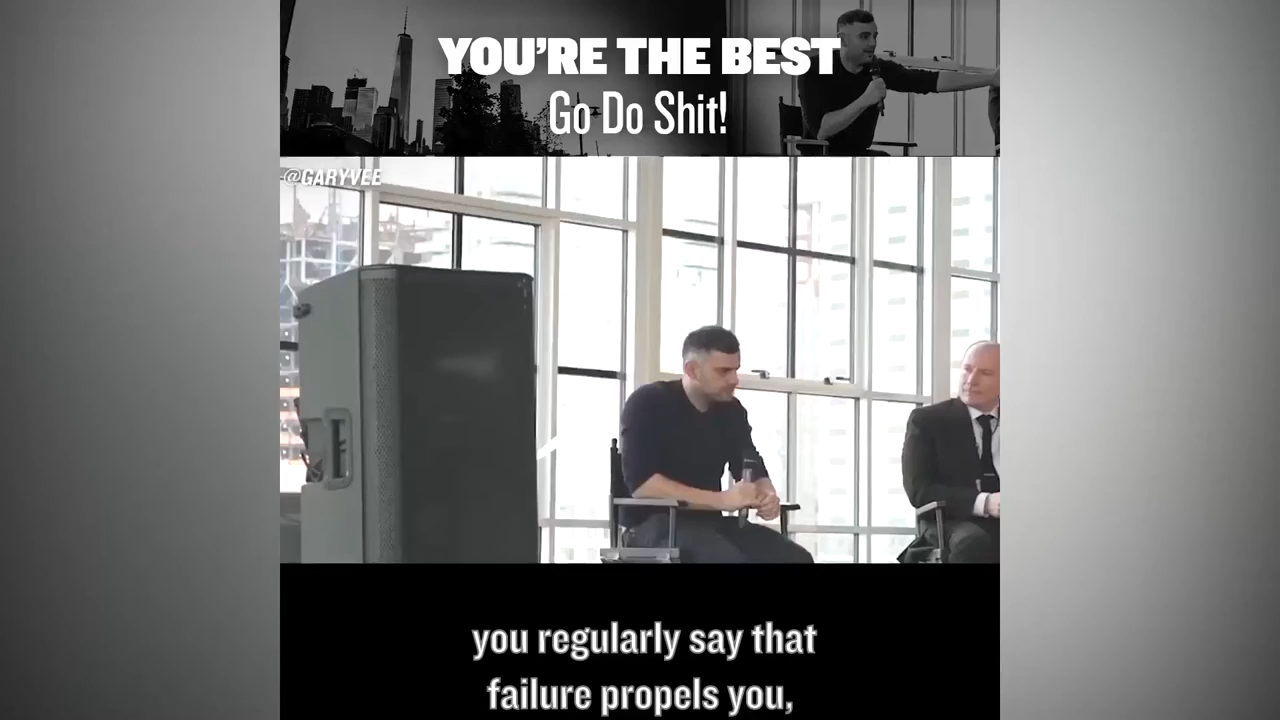 YOU'RE THE BEST
Go Do Shit!
@GARYVEE
you regularly say that
failure propels you,